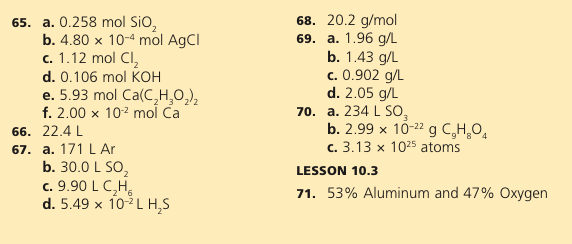 65. a. 0.258 mol SiO₂
b. 4.80 × 10⁻⁴ mol AgCl
c. 1.12 mol Cl₂
d. 0.106 mol KOH
e. 5.93 mol Ca(C₂H₃O₂)₂
f. 2.00 × 10⁻² mol Ca
66. 22.4 L
67. a. 171 L Ar
b. 30.0 L SO₂
c. 9.90 L C₂H₆
d. 5.49 × 10⁻² L H₂S
68. 20.2 g/mol
69. a. 1.96 g/L
b. 1.43 g/L
c. 0.902 g/L
d. 2.05 g/L
70. a. 234 L SO₃
b. 2.99 × 10⁻²² g C₉H₈O₄
c. 3.13 × 10²⁵ atoms
LESSON 10.3
71. 53% Aluminum and 47% Oxygen